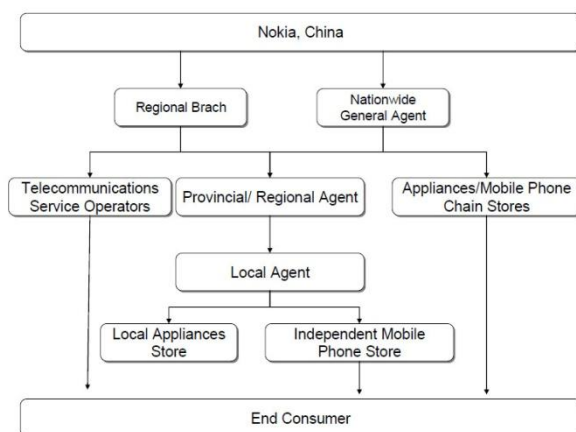 Nokia, China
Regional Brach
Nationwide
General Agent
Telecommunications
Service Operators
Provincial/ Regional Agent
Appliances/Mobile Phone
Chain Stores
Local Agent
Local Appliances
Store
Independent Mobile
Phone Store
End Consumer